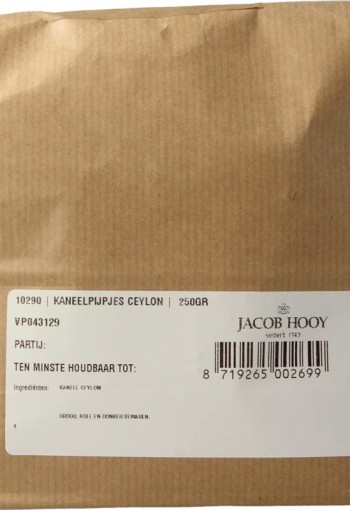 10290 | KANEELPIJPJES CEYLON | 250GR
VP043129
JACOB HOOY
sedert 1743
PARTIJ:
TEN MINSTE HOUDBAAR TOT:
8 719265 002699
Ingrediënten: KANEEL CEYLON
DROOG, KOEL EN DONKER BEWAREN.